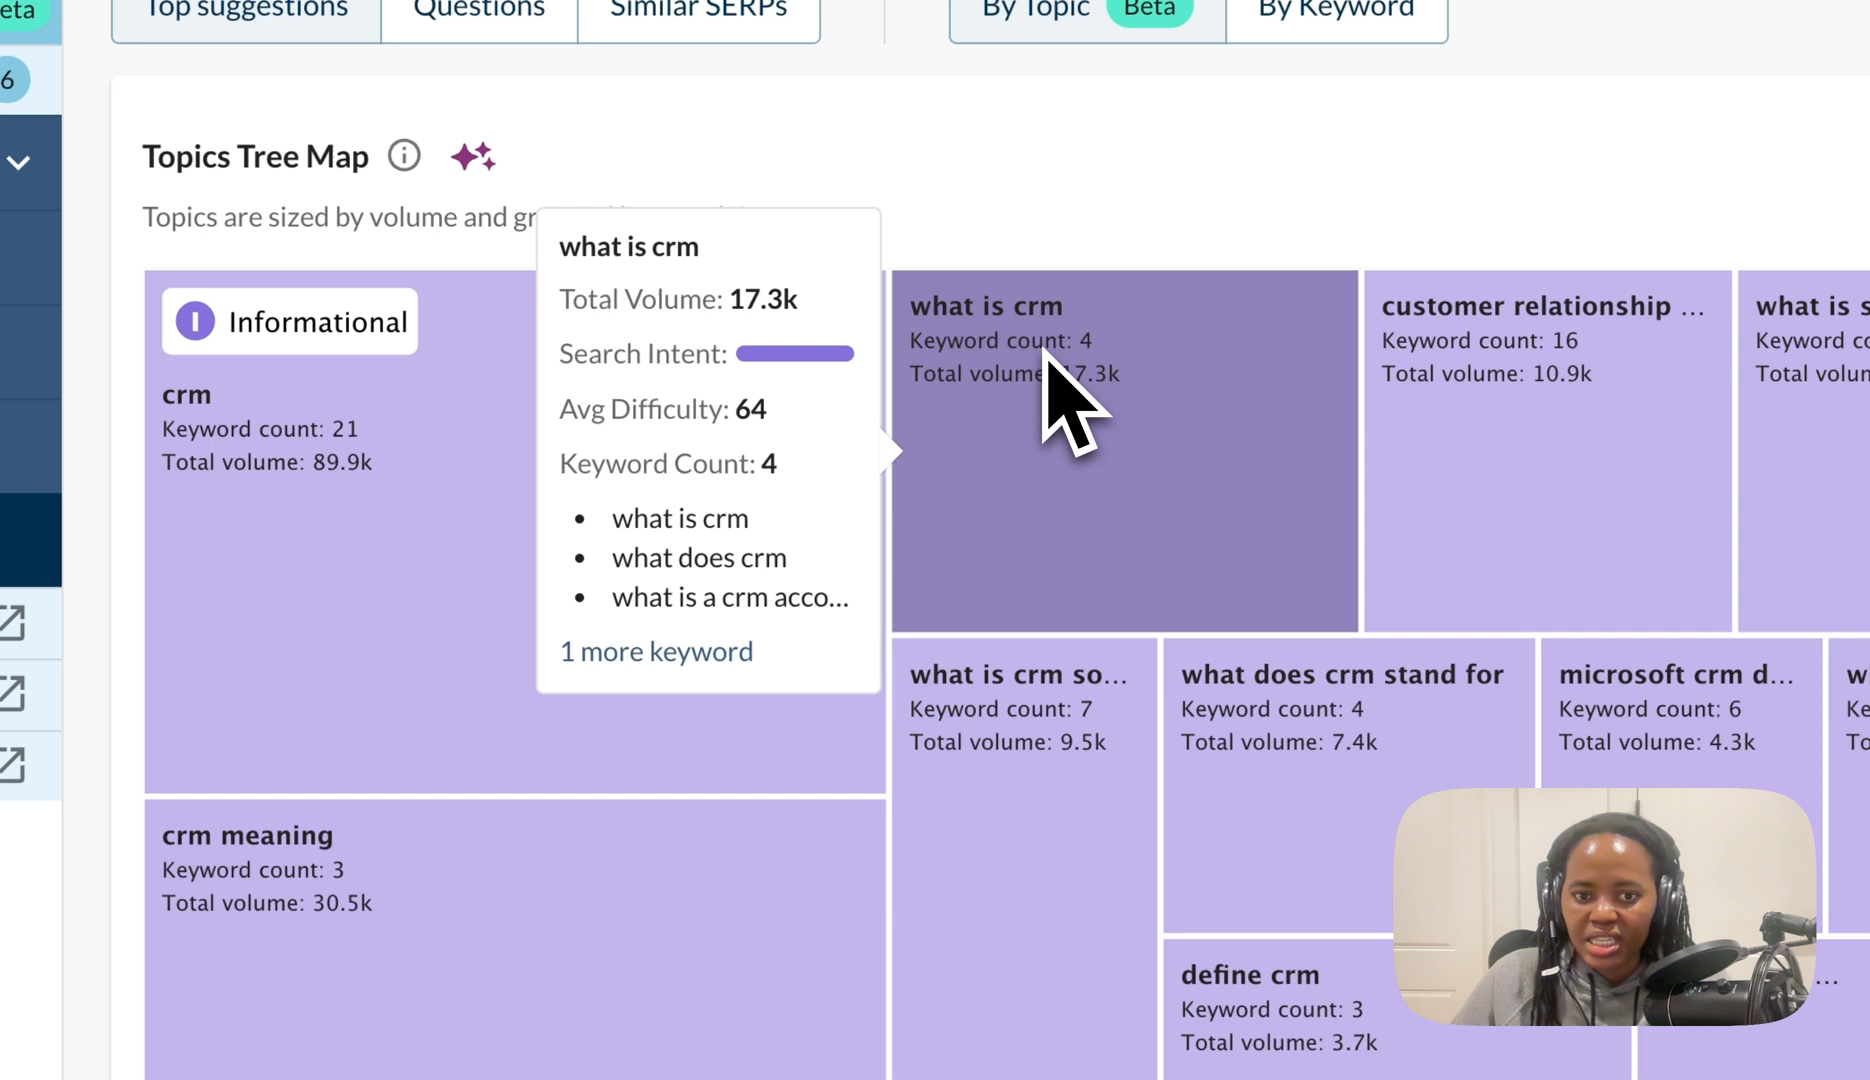 eta
Top suggestions
Questions
Similar SERPs
By Topic
Beta
By Keyword
6
Topics Tree Map
Topics are sized by volume and gr
what is crm
Total Volume: 17.3k
Search Intent:
Avg Difficulty: 64
Keyword Count: 4
• what is crm
• what does crm
• what is a crm acco...
1 more keyword
I Informational
crm
Keyword count: 21
Total volume: 89.9k
what is crm
Keyword count: 4
Total volume 17.3k
customer relationship ...
Keyword count: 16
Total volume: 10.9k
what is s
Keyword co
Total volun
crm meaning
Keyword count: 3
Total volume: 30.5k
what is crm so...
Keyword count: 7
Total volume: 9.5k
what does crm stand for
Keyword count: 4
Total volume: 7.4k
microsoft crm d...
Keyword count: 6
Total volume: 4.3k
w
Ke
To
define crm
Keyword count: 3
Total volume: 3.7k
...